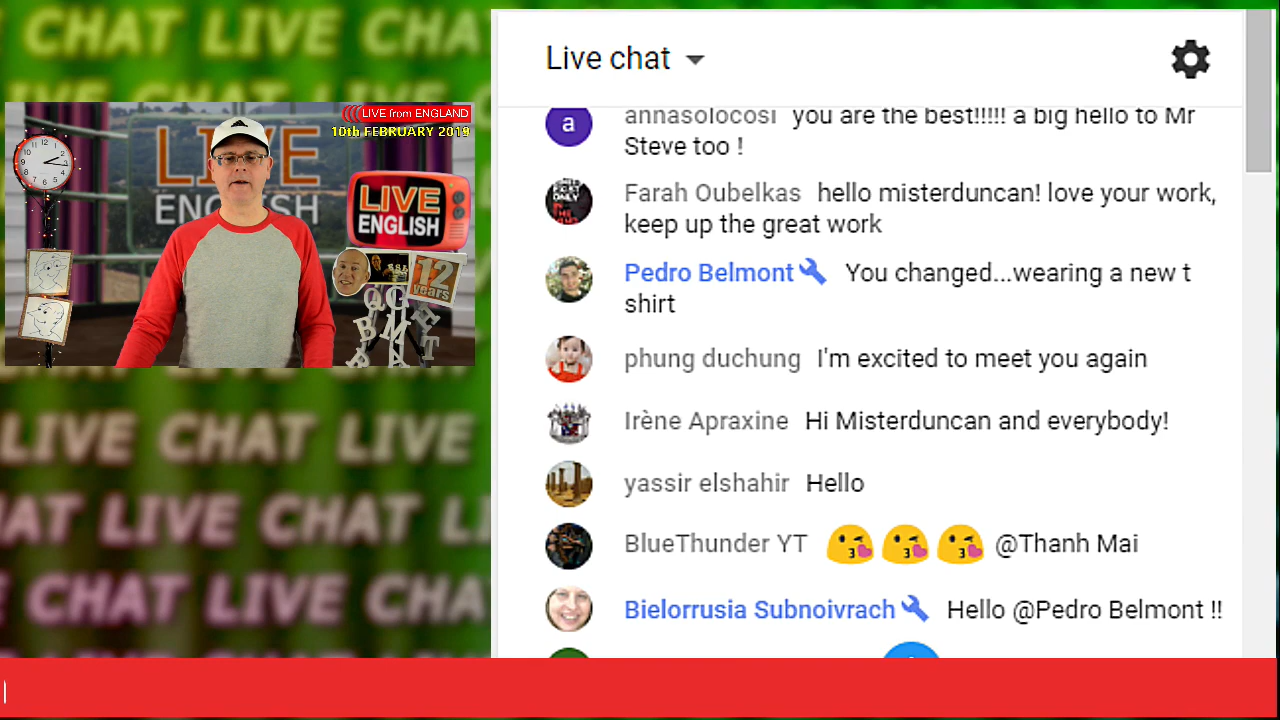 CHAT LIVE CHAT
LIVE CHAT LIVE
Live chat
LIVE from ENGLAND
10th FEBRUARY 2019
LIVE
ENGLISH
LIVE
ENGLISH
12
years
a annasolocosi you are the best!!!!! a big hello to Mr
Steve too !
Farah Oubelkas hello misterduncan! love your work,
keep up the great work
Pedro Belmont You changed...wearing a new t
shirt
phung duchung I'm excited to meet you again
Irène Apraxine Hi Misterduncan and everybody!
yassir elshahir Hello
BlueThunder YT 😘😘😘 @Thanh Mai
Bielorrusia Subnoivrach Hello @Pedro Belmont !!
LIVE CHAT LIVE
HAT LIVE CHAT LI
E CHAT LIVE CHA